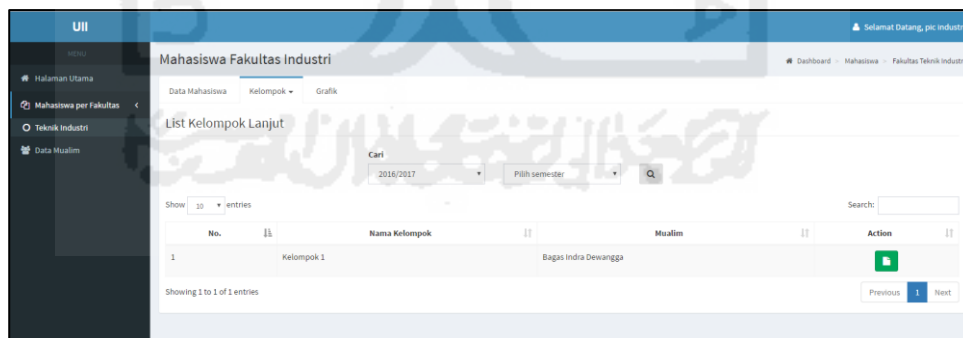 UII
Selamat Datang, pic industri
MENU
Halaman Utama
Mahasiswa per Fakultas
Teknik Industri
Data Mualim
Mahasiswa Fakultas Industri
Dashboard > Mahasiswa > Fakultas Teknik Industri
Data Mahasiswa Kelompok Grafik
List Kelompok Lanjut
Cari
2016/2017 Pilih semester
Show 10 entries Search:
No. Nama Kelompok Mualim Action
1 Kelompok 1 Bagas Indra Dewangga
Showing 1 to 1 of 1 entries Previous 1 Next